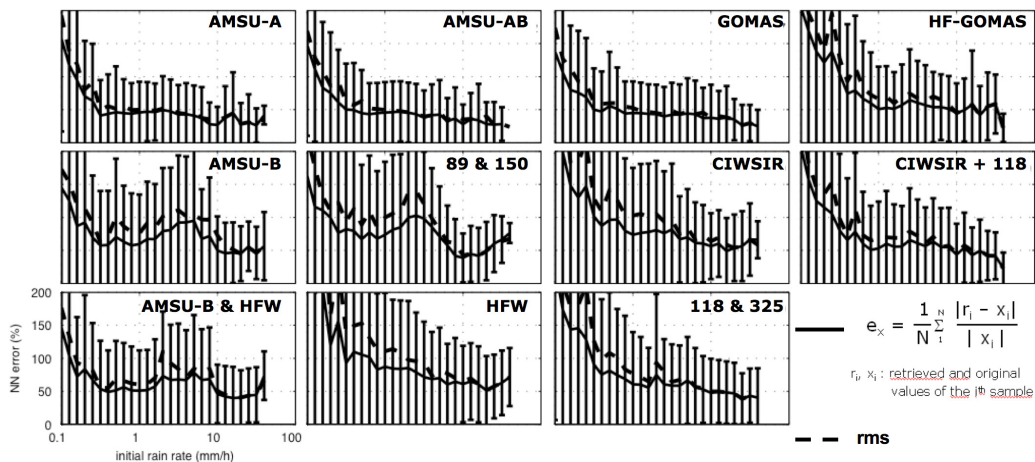 AMSU-A
AMSU-AB
GOMAS
HF-GOMAS
AMSU-B
89 & 150
CIWSIR
CIWSIR + 118
AMSU-B & HFW
HFW
118 & 325
200
150
100
50
0
NN error (%)
0.1 1 10 100
initial rain rate (mm/h)
eₓ = 1/N Σ₁ᴺ |rᵢ – xᵢ| / |xᵢ|
rᵢ, xᵢ : retrieved and original
values of the iᵗʰ sample
rms